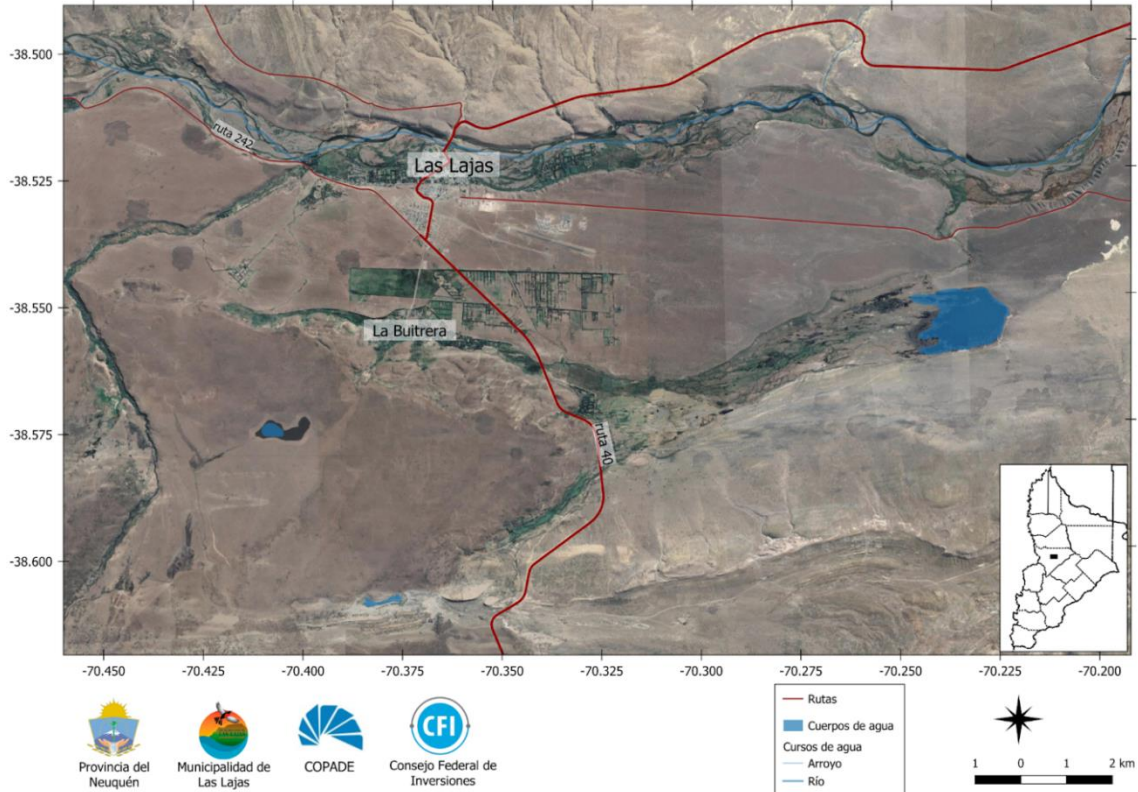 -38.500
ruta 242
Las Lajas
-38.525
-38.550
La Buitrera
-38.575
ruta 40
-38.600
-70.450 -70.425 -70.400 -70.375 -70.350 -70.325 -70.300 -70.275 -70.250 -70.225 -70.200
Rutas
Cuerpos de agua
Cursos de agua
Arroyo
Río
CFI
Provincia del
Neuquén
Municipalidad de
Las Lajas
COPADE
Consejo Federal de
Inversiones
1 0 1 2 km